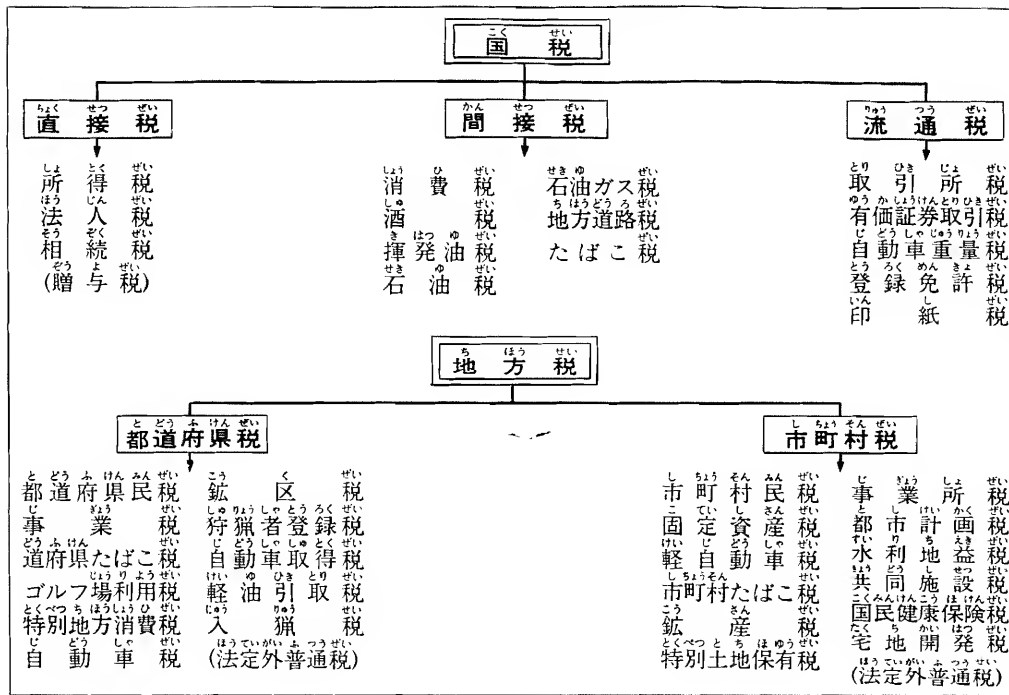 国税
直接税
所得税
法人税
相続税
(贈与税)
間接税
消費税
酒税
揮発油税
石油税
石油ガス税
地方道路税
たばこ税
流通税
取引所税
有価証券取引税
自動車重量税
登録免許税
印紙税
地方税
都道府県税
都道府県民税
事業税
道府県たばこ税
ゴルフ場利用税
特別地方消費税
自動車税
鉱区税
狩猟者登録税
自動車取得税
軽油引取税
入猟税
(法定外普通税)
市町村税
市町村民税
固定資産税
軽自動車税
市町村たばこ税
鉱産税
特別土地保有税
事業所税
都市計画税
水利地益税
共同施設税
国民健康保険税
宅地開発税
(法定外普通税)